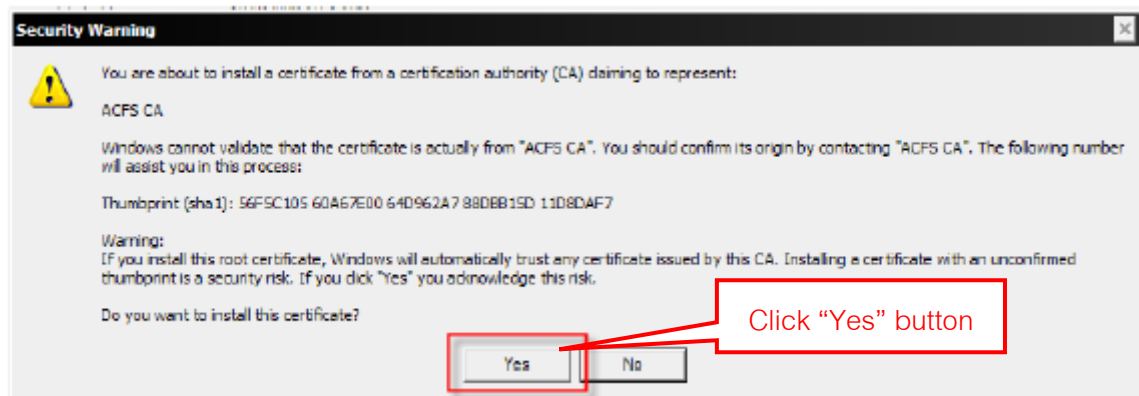 Security Warning
You are about to install a certificate from a certification authority (CA) claiming to represent:
ACFS CA
Windows cannot validate that the certificate is actually from "ACFS CA". You should confirm its origin by contacting "ACFS CA". The following number
will assist you in this process:
Thumbprint (sha1): 56F5C105 60A67E00 64D962A7 88DBB15D 11D8DAF7
Warning:
If you install this root certificate, Windows will automatically trust any certificate issued by this CA. Installing a certificate with an unconfirmed
thumbprint is a security risk. If you click "Yes" you acknowledge this risk.
Do you want to install this certificate?
Click “Yes” button
Yes
No